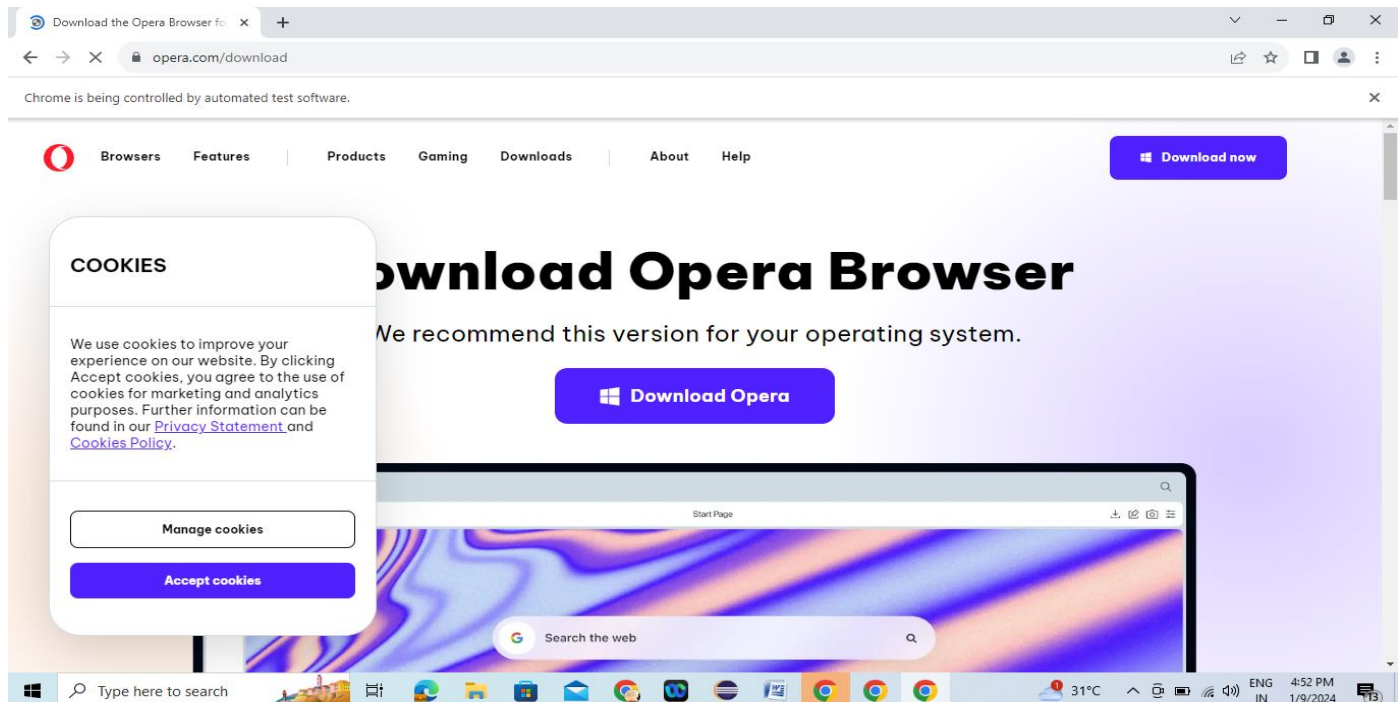 Download the Opera Browser fo
opera.com/download
Chrome is being controlled by automated test software.
Browsers Features Products Gaming Downloads About Help Download now
ownload Opera Browser
We recommend this version for your operating system.
Download Opera
COOKIES
We use cookies to improve your
experience on our website. By clicking
Accept cookies, you agree to the use of
cookies for marketing and analytics
purposes. Further information can be
found in our Privacy Statement and
Cookies Policy.
Manage cookies
Accept cookies
Start Page
G Search the web
Type here to search
31°C
ENG
IN
4:52 PM
1/9/2024
13